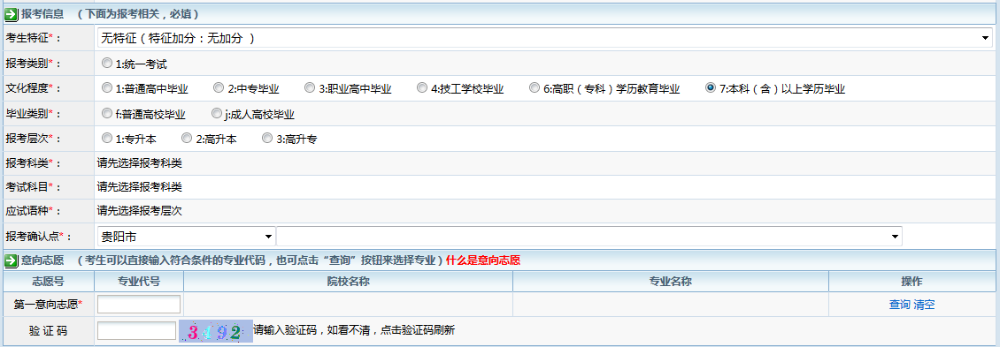 报考信息 （下面为报考相关，必填）
考生特征*： 无特征（特征加分：无加分 ）
报考类别*： 1:统一考试
文化程度*： 1:普通高中毕业 2:中专毕业 3:职业高中毕业 4:技工学校毕业 6:高职（专科）学历教育毕业 7:本科（含）以上学历毕业
毕业类别*： f:普通高校毕业 j:成人高校毕业
报考层次*： 1:专升本 2:高升本 3:高升专
报考科类*： 请先选择报考科类
考试科目*： 请先选择报考科类
应试语种*： 请先选择报考层次
报考确认点*： 贵阳市
意向志愿 （考生可以直接输入符合条件的专业代码，也可点击“查询”按钮来选择专业）什么是意向志愿
志愿号 专业代号 院校名称 专业名称 操作
第一意向志愿* 查询 清空
验 证 码 3492 请输入验证码，如看不清，点击验证码刷新